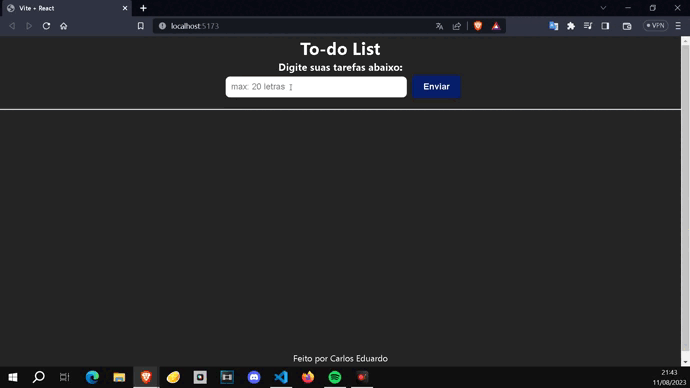 Vite + React
localhost:5173
VPN
To-do List
Digite suas tarefas abaixo:
max: 20 letras
Enviar
Feito por Carlos Eduardo
21:43
11/08/2023